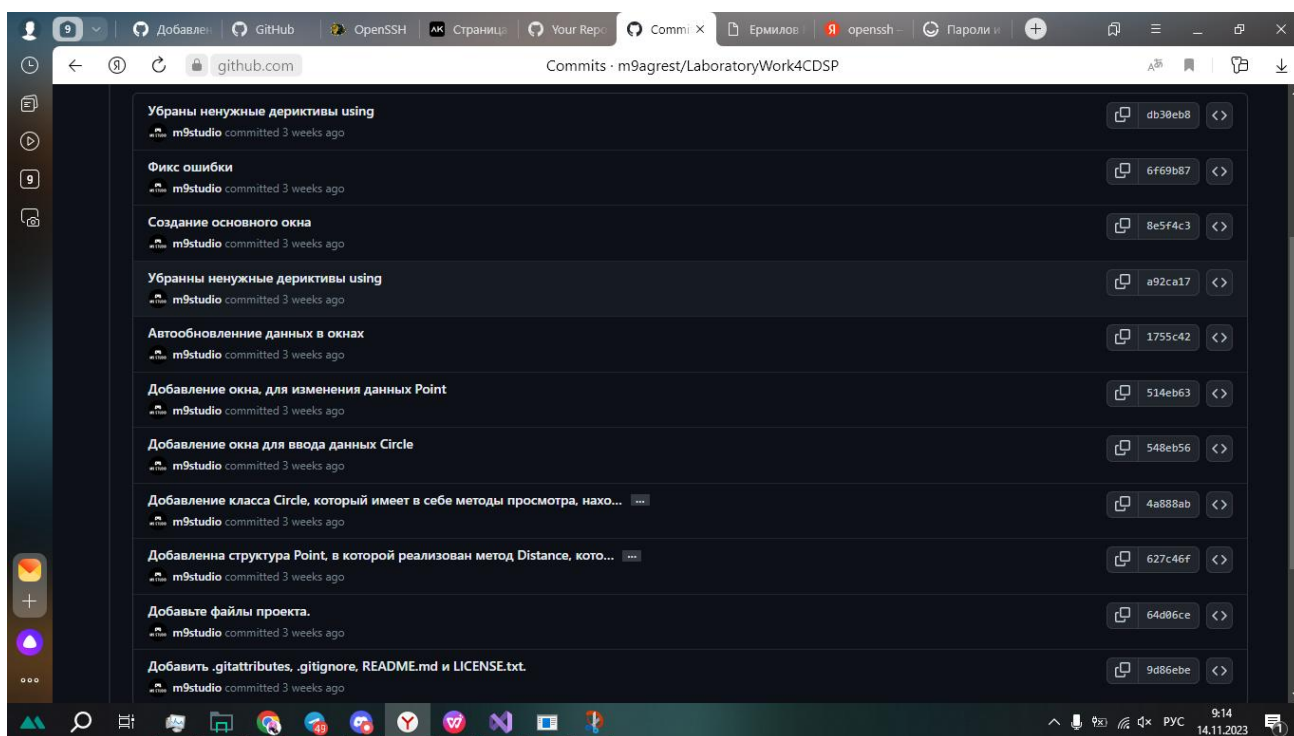 9
Добавлен
GitHub
OpenSSH
АК Страница
Your Repo
Commi
Ермилов
Я openssh –
Пароли и
Я
github.com
Commits · m9agrest/LaboratoryWork4CDSP
Убраны ненужные дериктивы using
db30eb8
m9studio committed 3 weeks ago
Фикс ошибки
6f69b87
m9studio committed 3 weeks ago
9
Создание основного окна
8e5f4c3
m9studio committed 3 weeks ago
Убранны ненужные дериктивы using
a92ca17
m9studio committed 3 weeks ago
Автообновленние данных в окнах
1755c42
m9studio committed 3 weeks ago
Добавление окна, для изменения данных Point
514eb63
m9studio committed 3 weeks ago
Добавление окна для ввода данных Circle
548eb56
m9studio committed 3 weeks ago
Добавление класса Circle, который имеет в себе методы просмотра, нахо... ...
4a888ab
m9studio committed 3 weeks ago
Добавленна структура Point, в которой реализован метод Distance, кото... ...
627c46f
m9studio committed 3 weeks ago
Добавьте файлы проекта.
64d06ce
m9studio committed 3 weeks ago
Добавить .gitattributes, .gitignore, README.md и LICENSE.txt.
9d86ebe
m9studio committed 3 weeks ago
49
РУС
9:14
14.11.2023
1